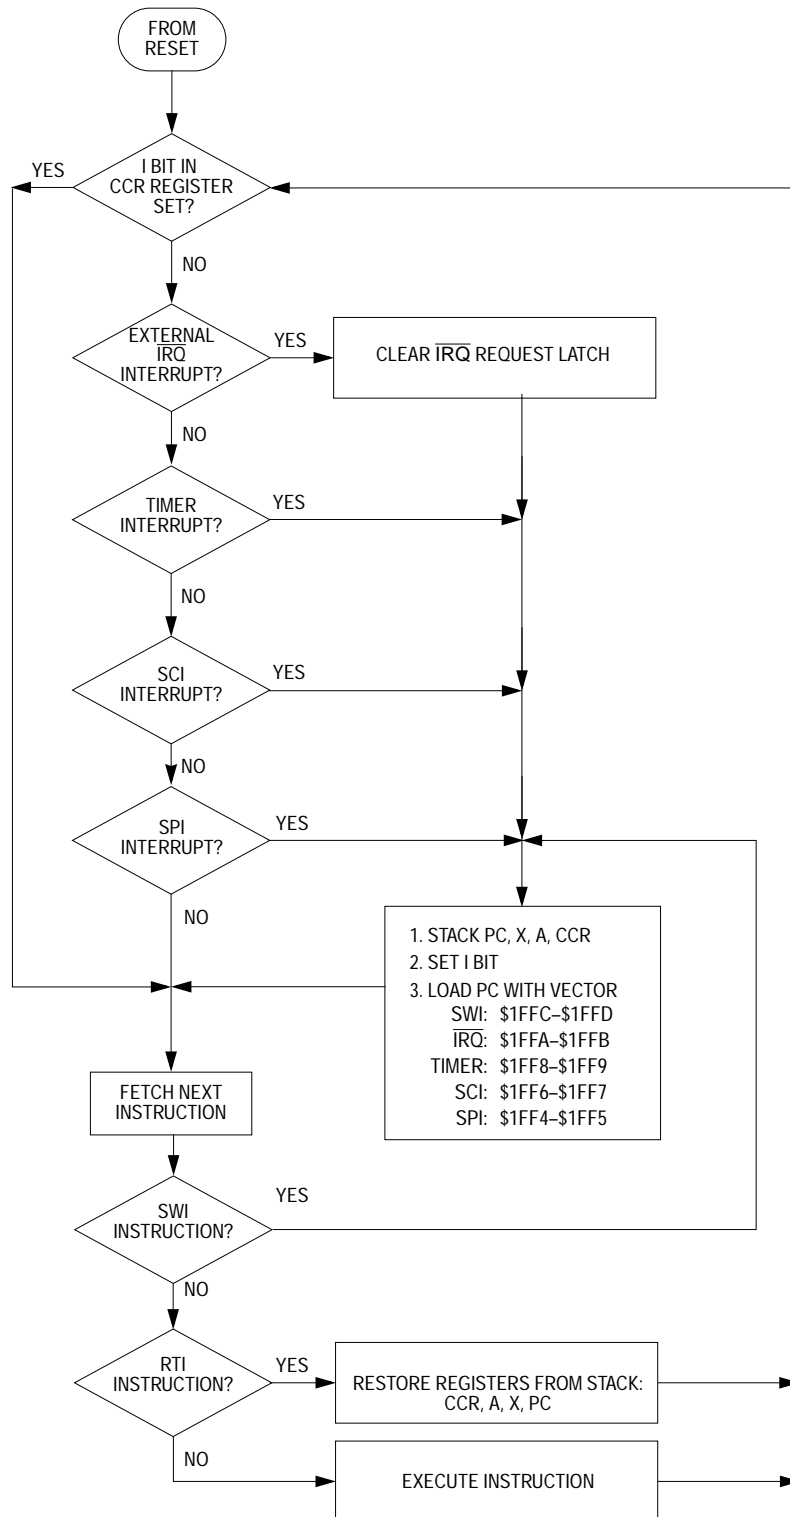 FROM
RESET
YES
I BIT IN
CCR REGISTER
SET?
NO
EXTERNAL
IRQ
INTERRUPT?
YES
CLEAR IRQ REQUEST LATCH
NO
TIMER
INTERRUPT?
YES
NO
SCI
INTERRUPT?
YES
NO
SPI
INTERRUPT?
YES
NO
1. STACK PC, X, A, CCR
2. SET I BIT
3. LOAD PC WITH VECTOR
SWI: $1FFC–$1FFD
IRQ: $1FFA–$1FFB
TIMER: $1FF8–$1FF9
SCI: $1FF6–$1FF7
SPI: $1FF4–$1FF5
FETCH NEXT
INSTRUCTION
SWI
INSTRUCTION?
YES
NO
RTI
INSTRUCTION?
YES
RESTORE REGISTERS FROM STACK:
CCR, A, X, PC
NO
EXECUTE INSTRUCTION